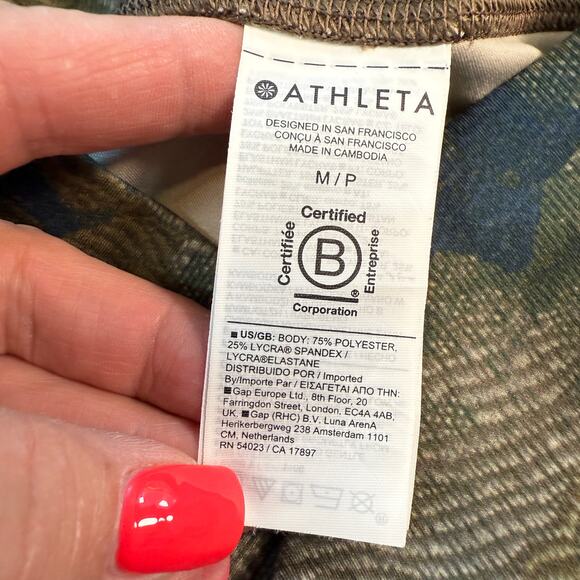 ATHLETA
DESIGNED IN SAN FRANCISCO
CONÇU À SAN FRANCISCO
MADE IN CAMBODIA
M / P
Certified
Certifiée
B
Entreprise
®
Corporation
■ US/GB: BODY: 75% POLYESTER,
25% LYCRA® SPANDEX /
LYCRA®ELASTANE
DISTRIBUIDO POR / Imported
By/Importe Par / ΕΙΣΑΓΕΤΑΙ ΑΠΟ ΤΗΝ:
■Gap Europe Ltd., 8th Floor, 20
Farringdon Street, London, EC4A 4AB,
UK. ■Gap (RHC) B.V. Luna ArenA
Herikerbergweg 238 Amsterdam 1101
CM, Netherlands
RN 54023 / CA 17897